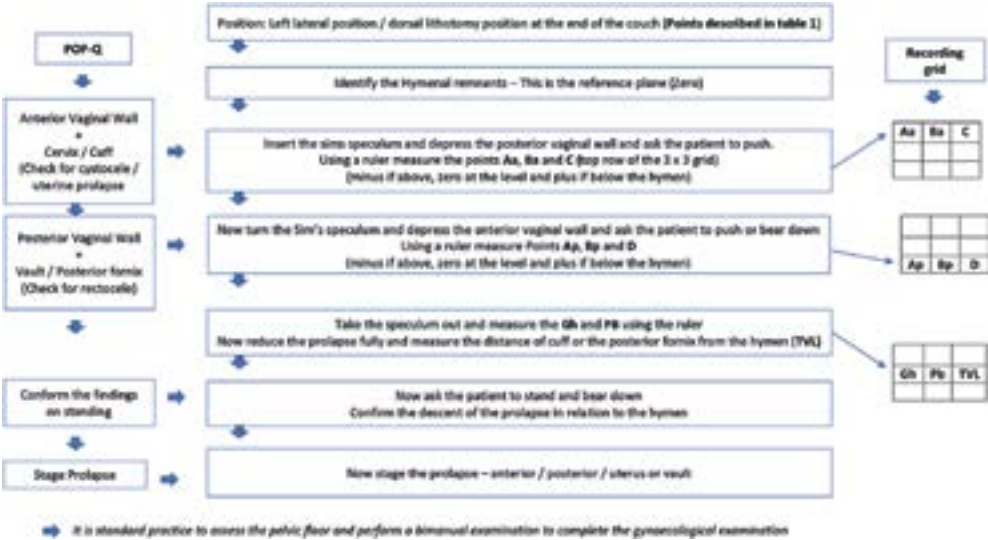 Position: Left lateral position / dorsal lithotomy position at the end of the couch (Points described in table 1)
POP-Q
Recording
grid
Identify the Hymenal remnants – This is the reference plane (Zero)
Anterior Vaginal Wall
+
Cervix / Cuff
(Check for cystocele /
uterine prolapse
Insert the sims speculum and depress the posterior vaginal wall and ask the patient to push.
Using a ruler measure the points Aa, Ba and C (top row of the 3 x 3 grid)
(minus if above, zero at the level and plus if below the hymen)
Aa Ba C
Posterior Vaginal Wall
+
Vault / Posterior fornix
(Check for rectocele)
Now turn the Sim's speculum and depress the anterior vaginal wall and ask the patient to push or bear down
Using a ruler measure Points Ap, Bp and D
(minus if above, zero at the level and plus if below the hymen)
Ap Bp D
Take the speculum out and measure the Gh and PB using the ruler
Now reduce the prolapse fully and measure the distance of cuff or the posterior fornix from the hymen (TVL)
Gh Pb TVL
Conform the findings
on standing
Now ask the patient to stand and bear down
Confirm the descent of the prolapse in relation to the hymen
Stage Prolapse
Now stage the prolapse – anterior / posterior / uterus or vault
It is standard practice to assess the pelvic floor and perform a bimanual examination to complete the gynaecological examination